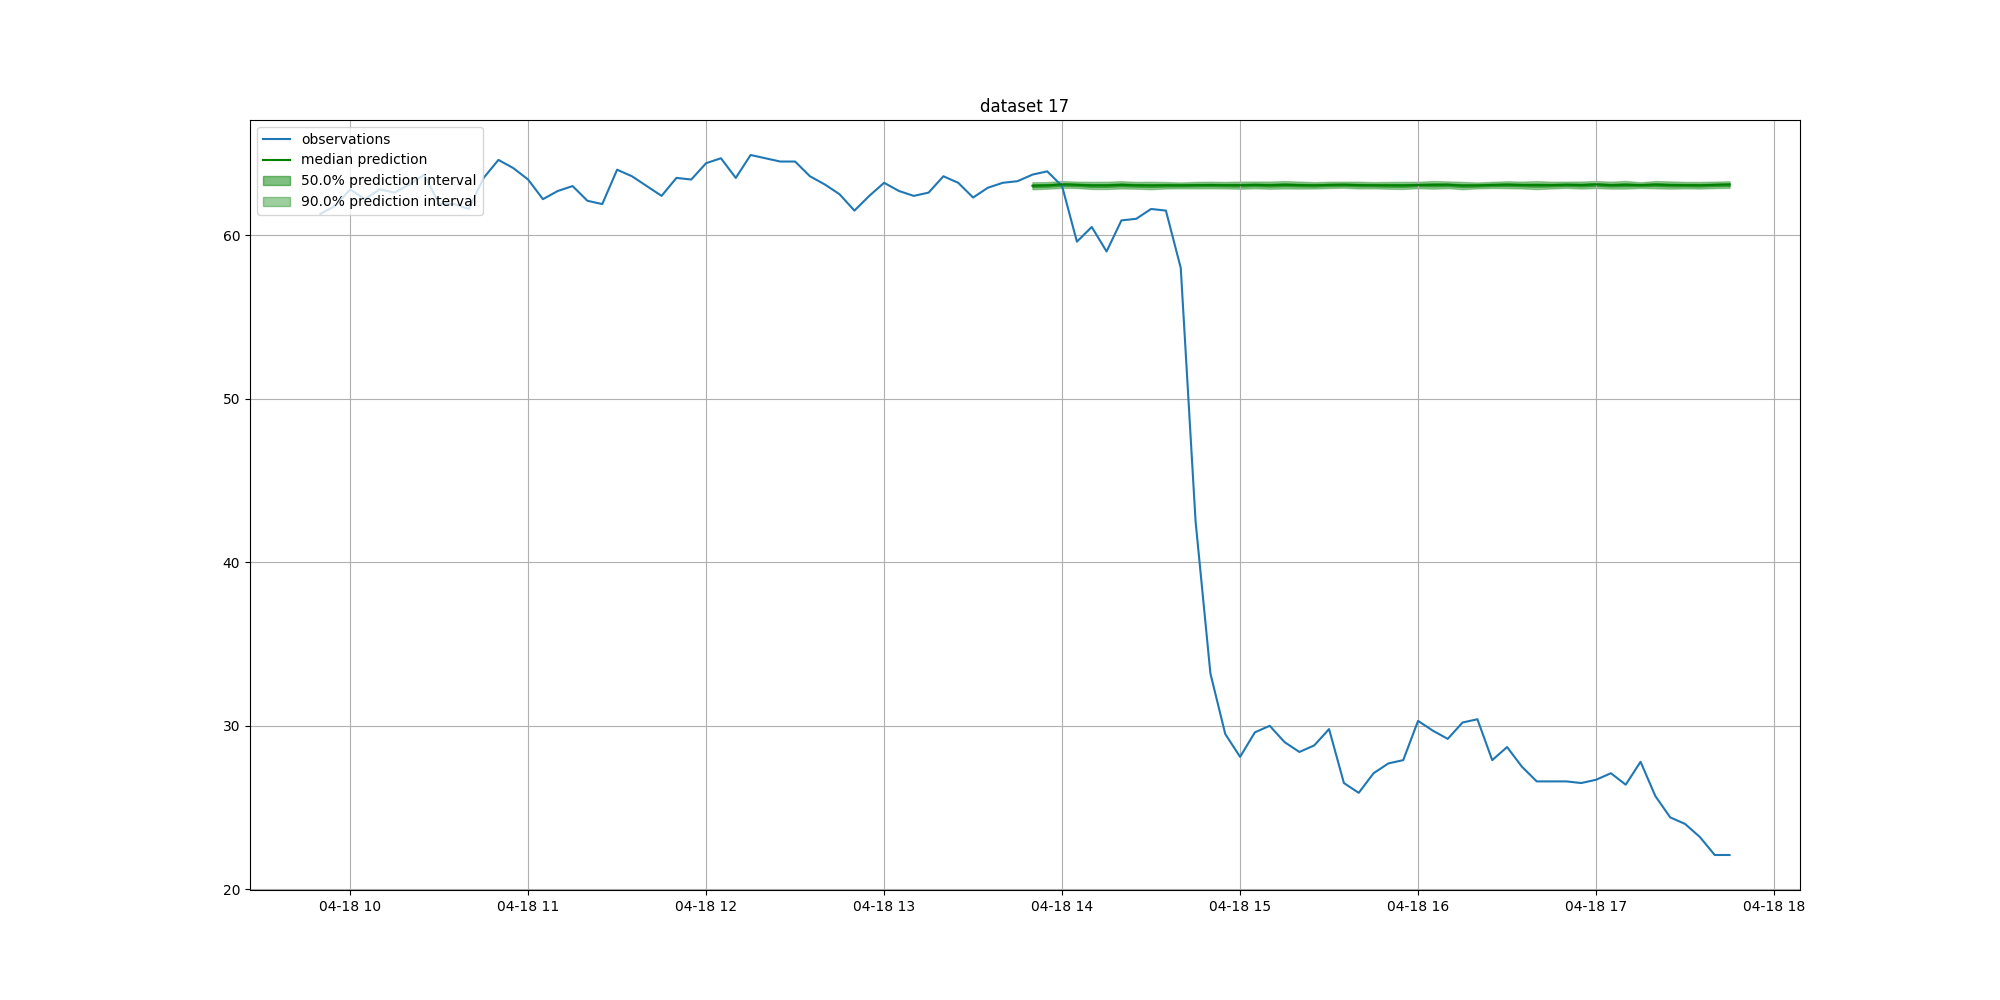 dataset 17
observations
median prediction
50.0% prediction interval
90.0% prediction interval
60
50
40
30
20
04-18 10
04-18 11
04-18 12
04-18 13
04-18 14
04-18 15
04-18 16
04-18 17
04-18 18